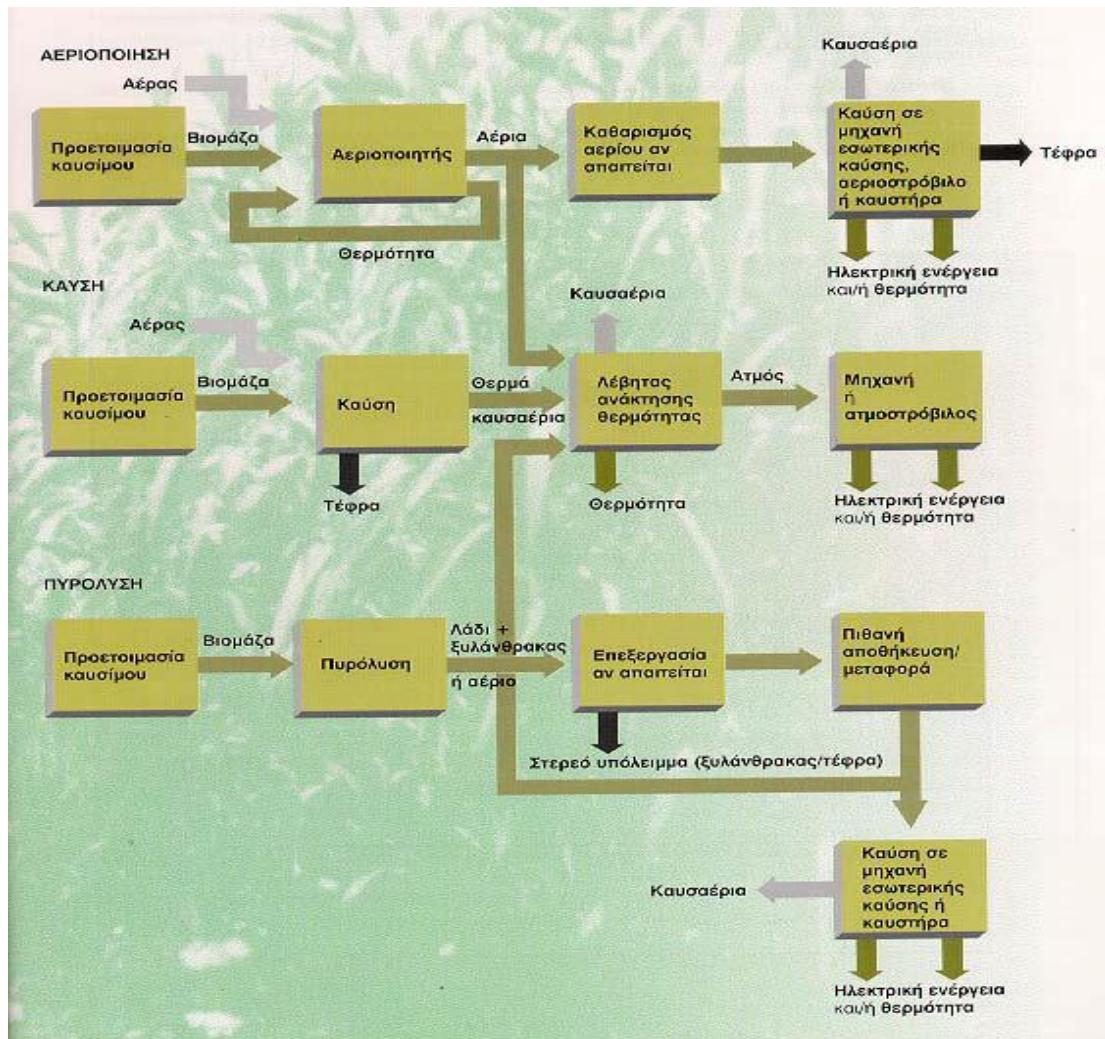 ΑΕΡΙΟΠΟΙΗΣΗ
Αέρας
Προετοιμασία
καυσίμου
Βιομάζα
Αεριοποιητής
Αέρια
Θερμότητα
Καθαρισμός
αερίου αν
απαιτείται
Καυσαέρια
Καύση σε
μηχανή
εσωτερικής
καύσης,
αεριοστρόβιλο
ή καυστήρα
Τέφρα
Ηλεκτρική ενέργεια
και/ή θερμότητα
ΚΑΥΣΗ
Αέρας
Προετοιμασία
καυσίμου
Βιομάζα
Καύση
Τέφρα
Θερμά
καυσαέρια
Καυσαέρια
Λέβητας
ανάκτησης
θερμότητας
Θερμότητα
Ατμός
Μηχανή
ή
ατμοστρόβιλος
Ηλεκτρική ενέργεια
και/ή θερμότητα
ΠΥΡΟΛΥΣΗ
Προετοιμασία
καυσίμου
Βιομάζα
Πυρόλυση
Λάδι +
ξυλάνθρακας
ή αέριο
Επεξεργασία
αν απαιτείται
Στερεό υπόλειμμα (ξυλάνθρακας/τέφρα)
Πιθανή
αποθήκευση/
μεταφορά
Καύση σε
μηχανή
εσωτερικής
καύσης ή
καυστήρα
Καυσαέρια
Ηλεκτρική ενέργεια
και/ή θερμότητα